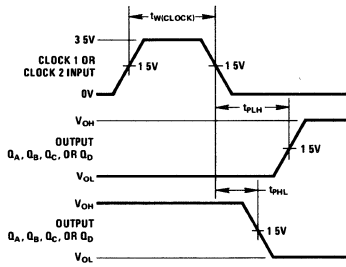 tW(CLOCK)
3 5V
CLOCK 1 OR
CLOCK 2 INPUT
1 5V
1 5V
0V
tPLH
VOH
OUTPUT
QA, QB, QC, OR QD
1 5V
VOL
tPHL
VOH
OUTPUT
QA, QB, QC, OR QD
1 5V
VOL